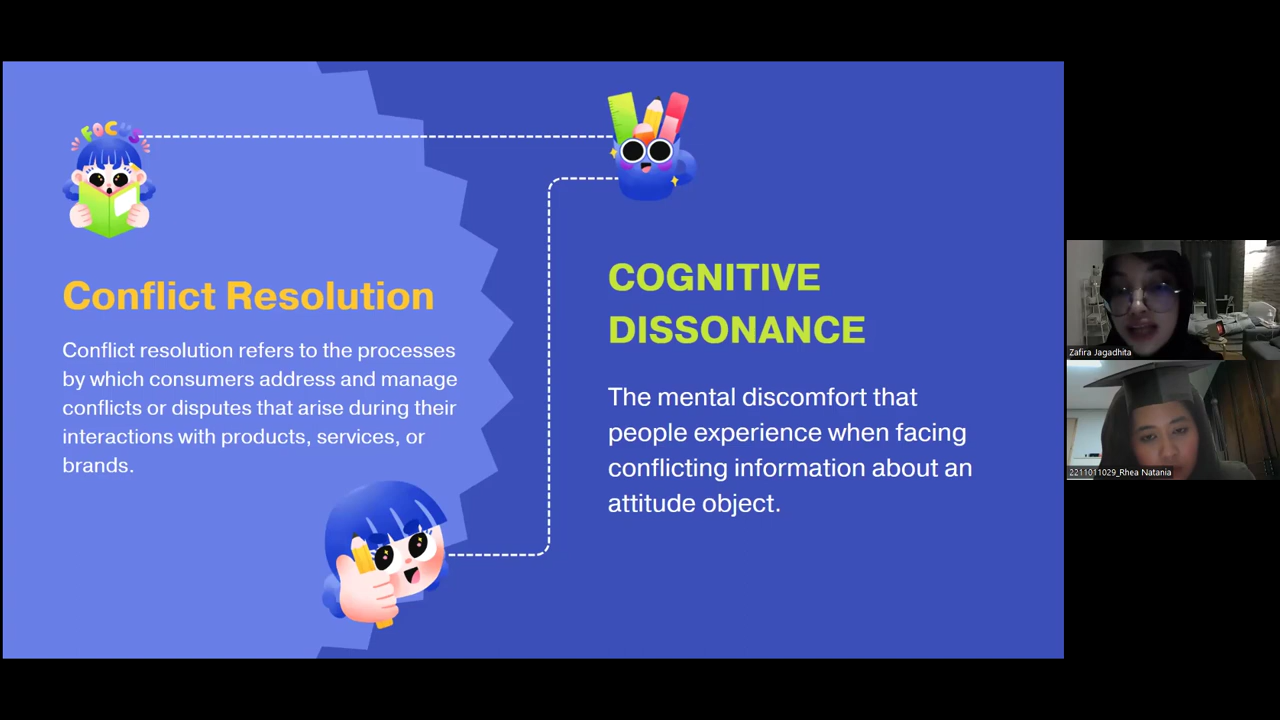 FOCUS
Conflict Resolution
Conflict resolution refers to the processes
by which consumers address and manage
conflicts or disputes that arise during their
interactions with products, services, or
brands.
COGNITIVE
DISSONANCE
The mental discomfort that
people experience when facing
conflicting information about an
attitude object.
Zafira Jagadhita
2211011029_Rhea Natania